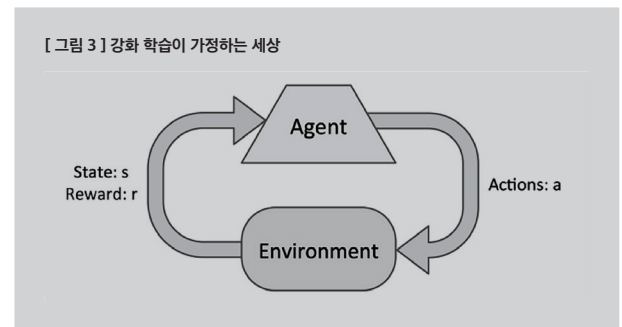 [ 그림 3 ] 강화 학습이 가정하는 세상
Agent
State: s
Reward: r
Actions: a
Environment